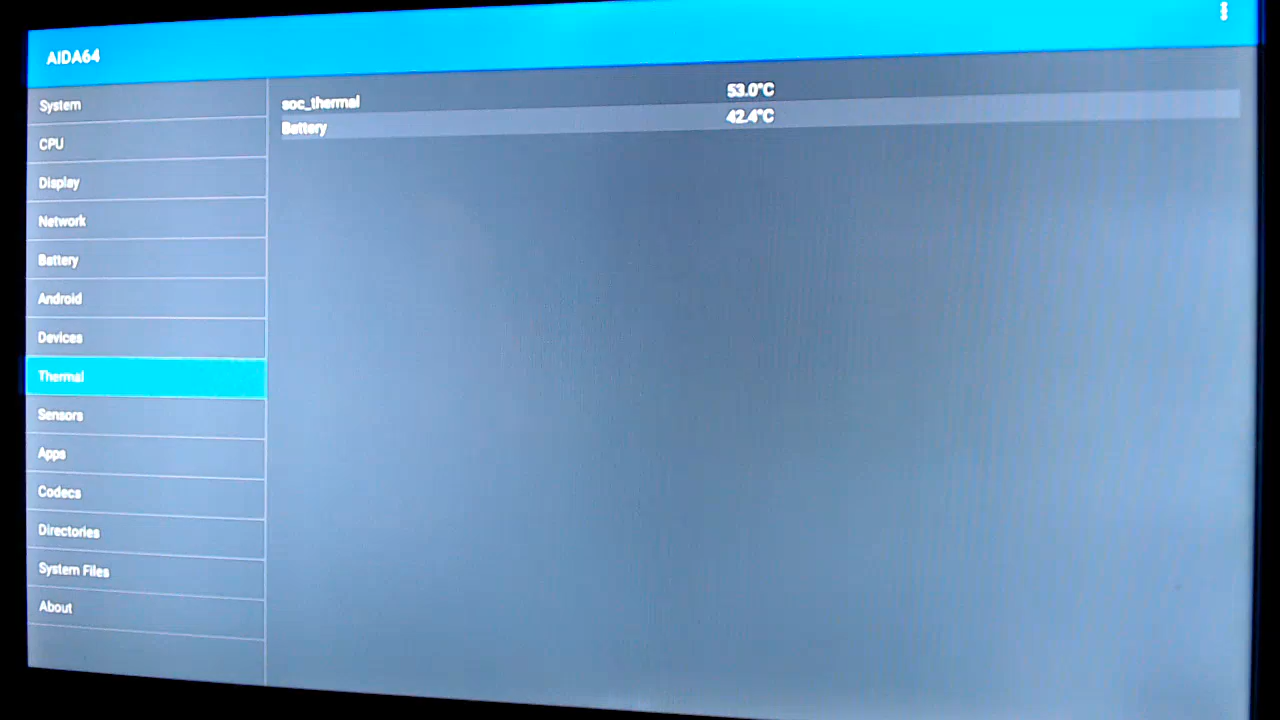 AIDA64
System
CPU
Display
Network
Battery
Android
Devices
Thermal
Sensors
Apps
Codecs
Directories
System Files
About
soc_thermal 53.0°C
Battery 42.4°C